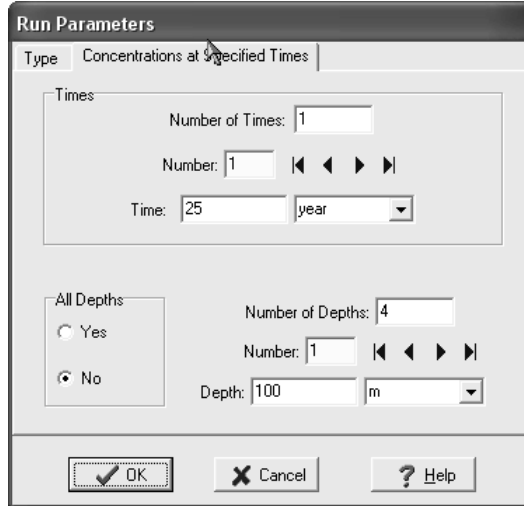 Run Parameters
Type Concentrations at Specified Times
Times
Number of Times: 1
Number: 1
Time: 25 year
All Depths
Yes
No
Number of Depths: 4
Number: 1
Depth: 100 m
OK Cancel ? Help